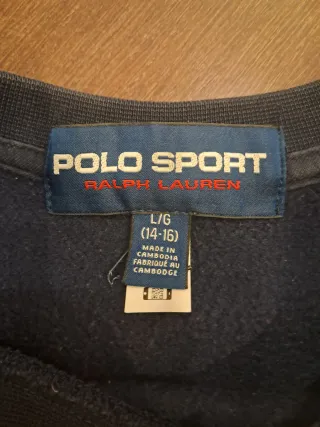 POLO SPORT
RALPH LAUREN
L/G
(14-16)
MADE IN
CAMBODIA
FABRIQUÉ AU
CAMBODGE